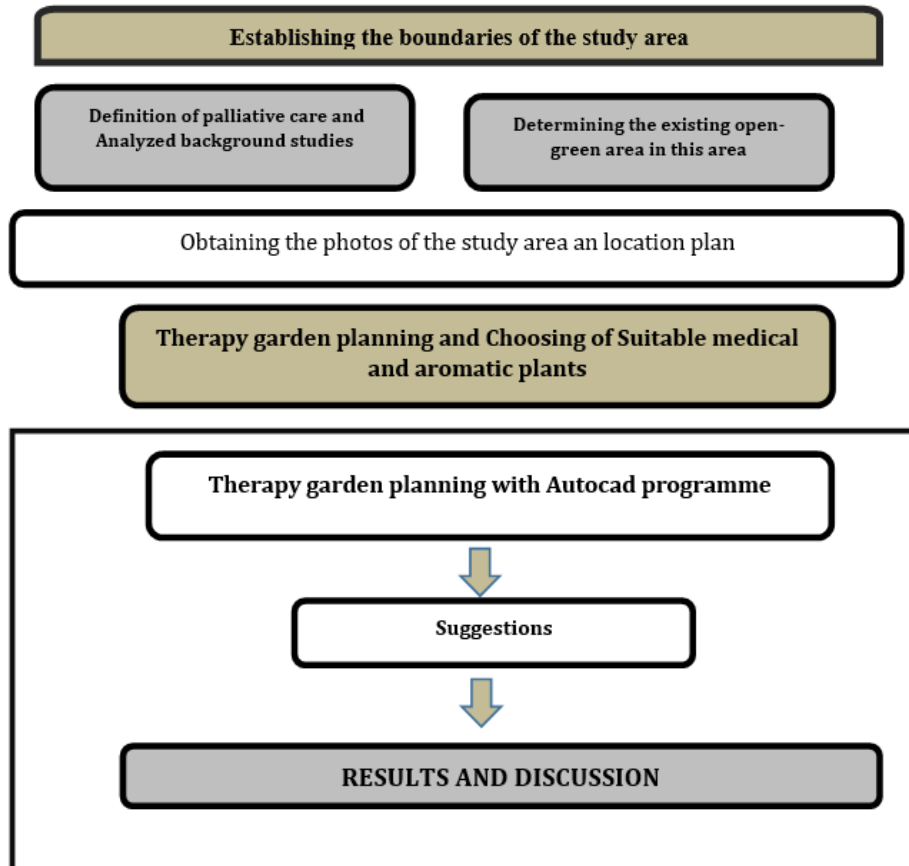 Establishing the boundaries of the study area
Definition of palliative care and
Analyzed background studies
Determining the existing open-
green area in this area
Obtaining the photos of the study area an location plan
Therapy garden planning and Choosing of Suitable medical
and aromatic plants
Therapy garden planning with Autocad programme
Suggestions
RESULTS AND DISCUSSION